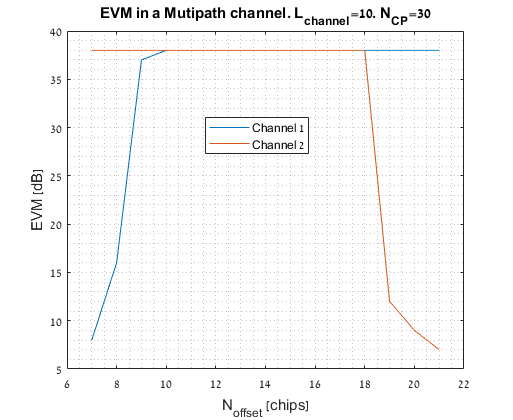 EVM in a Mutipath channel. L_channel=10. N_CP=30
40
35
30
25
20
15
10
5
EVM [dB]
Channel 1
Channel 2
6 8 10 12 14 16 18 20 22
N_offset [chips]